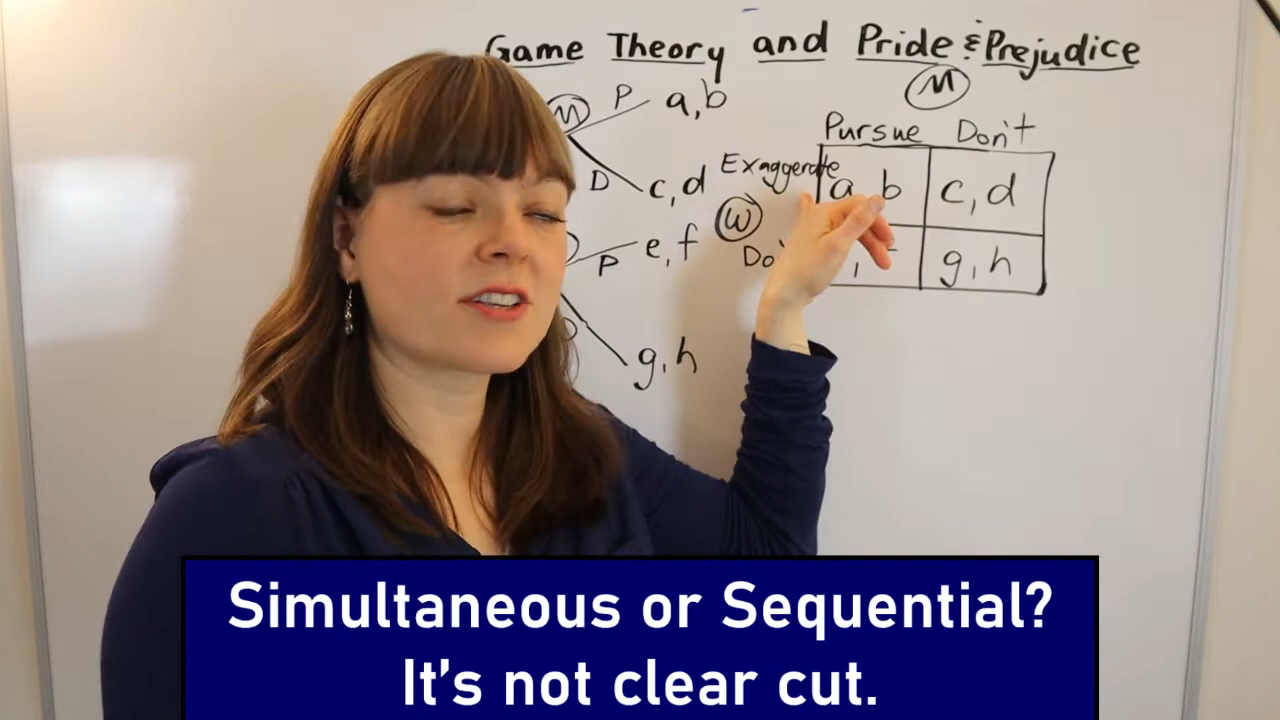 Game Theory and Pride & Prejudice
M
M P a, b
Pursue Don't
D c, d
Exaggerate a, b c, d
W
P e, f
g, h
g, h
Simultaneous or Sequential?
It's not clear cut.